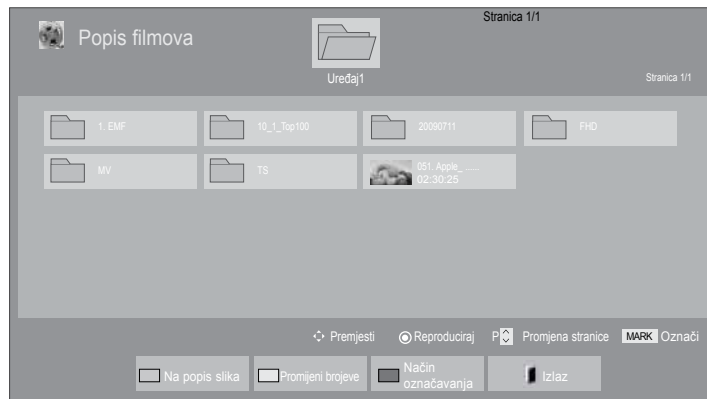 Stranica 1/1
Popis filmova
Uređaj1
Stranica 1/1
1. EMF
10_1_Top100
20090711
FHD
MV
TS
051. Apple_ ......
02:30:25
Premjesti
Reproduciraj
P Promjena stranice
MARK Označi
Na popis slika
Promijeni brojeve
Način
označavanja
Izlaz